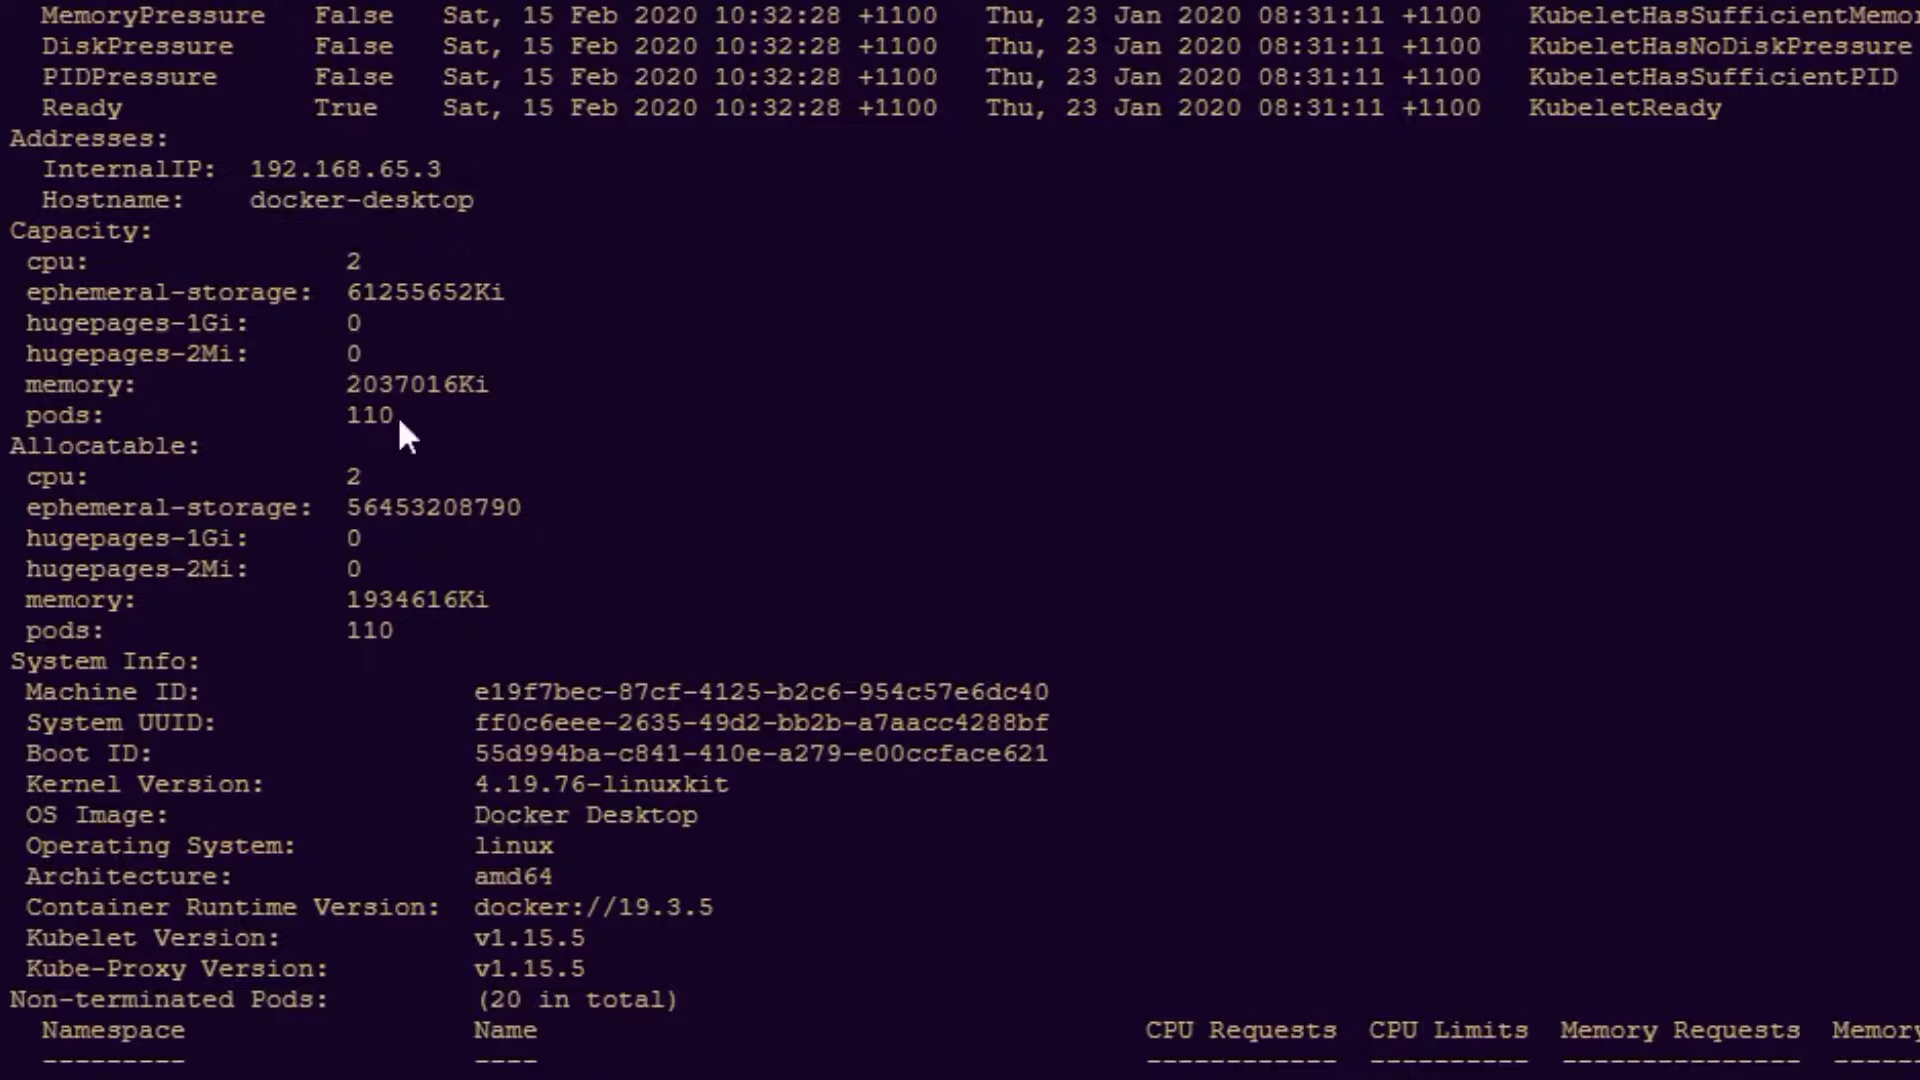 MemoryPressure False Sat, 15 Feb 2020 10:32:28 +1100 Thu, 23 Jan 2020 08:31:11 +1100 KubeletHasSufficientMemor
DiskPressure False Sat, 15 Feb 2020 10:32:28 +1100 Thu, 23 Jan 2020 08:31:11 +1100 KubeletHasNoDiskPressure
PIDPressure False Sat, 15 Feb 2020 10:32:28 +1100 Thu, 23 Jan 2020 08:31:11 +1100 KubeletHasSufficientPID
Ready True Sat, 15 Feb 2020 10:32:28 +1100 Thu, 23 Jan 2020 08:31:11 +1100 KubeletReady
Addresses:
InternalIP: 192.168.65.3
Hostname: docker-desktop
Capacity:
cpu: 2
ephemeral-storage: 61255652Ki
hugepages-1Gi: 0
hugepages-2Mi: 0
memory: 2037016Ki
pods: 110
Allocatable:
cpu: 2
ephemeral-storage: 56453208790
hugepages-1Gi: 0
hugepages-2Mi: 0
memory: 1934616Ki
pods: 110
System Info:
Machine ID: e19f7bec-87cf-4125-b2c6-954c57e6dc40
System UUID: ff0c6eee-2635-49d2-bb2b-a7aacc4288bf
Boot ID: 55d994ba-c841-410e-a279-e00ccface621
Kernel Version: 4.19.76-linuxkit
OS Image: Docker Desktop
Operating System: linux
Architecture: amd64
Container Runtime Version: docker://19.3.5
Kubelet Version: v1.15.5
Kube-Proxy Version: v1.15.5
Non-terminated Pods: (20 in total)
Namespace Name CPU Requests CPU Limits Memory Requests Memory
--------- ---- ------------ ---------- --------------- ------